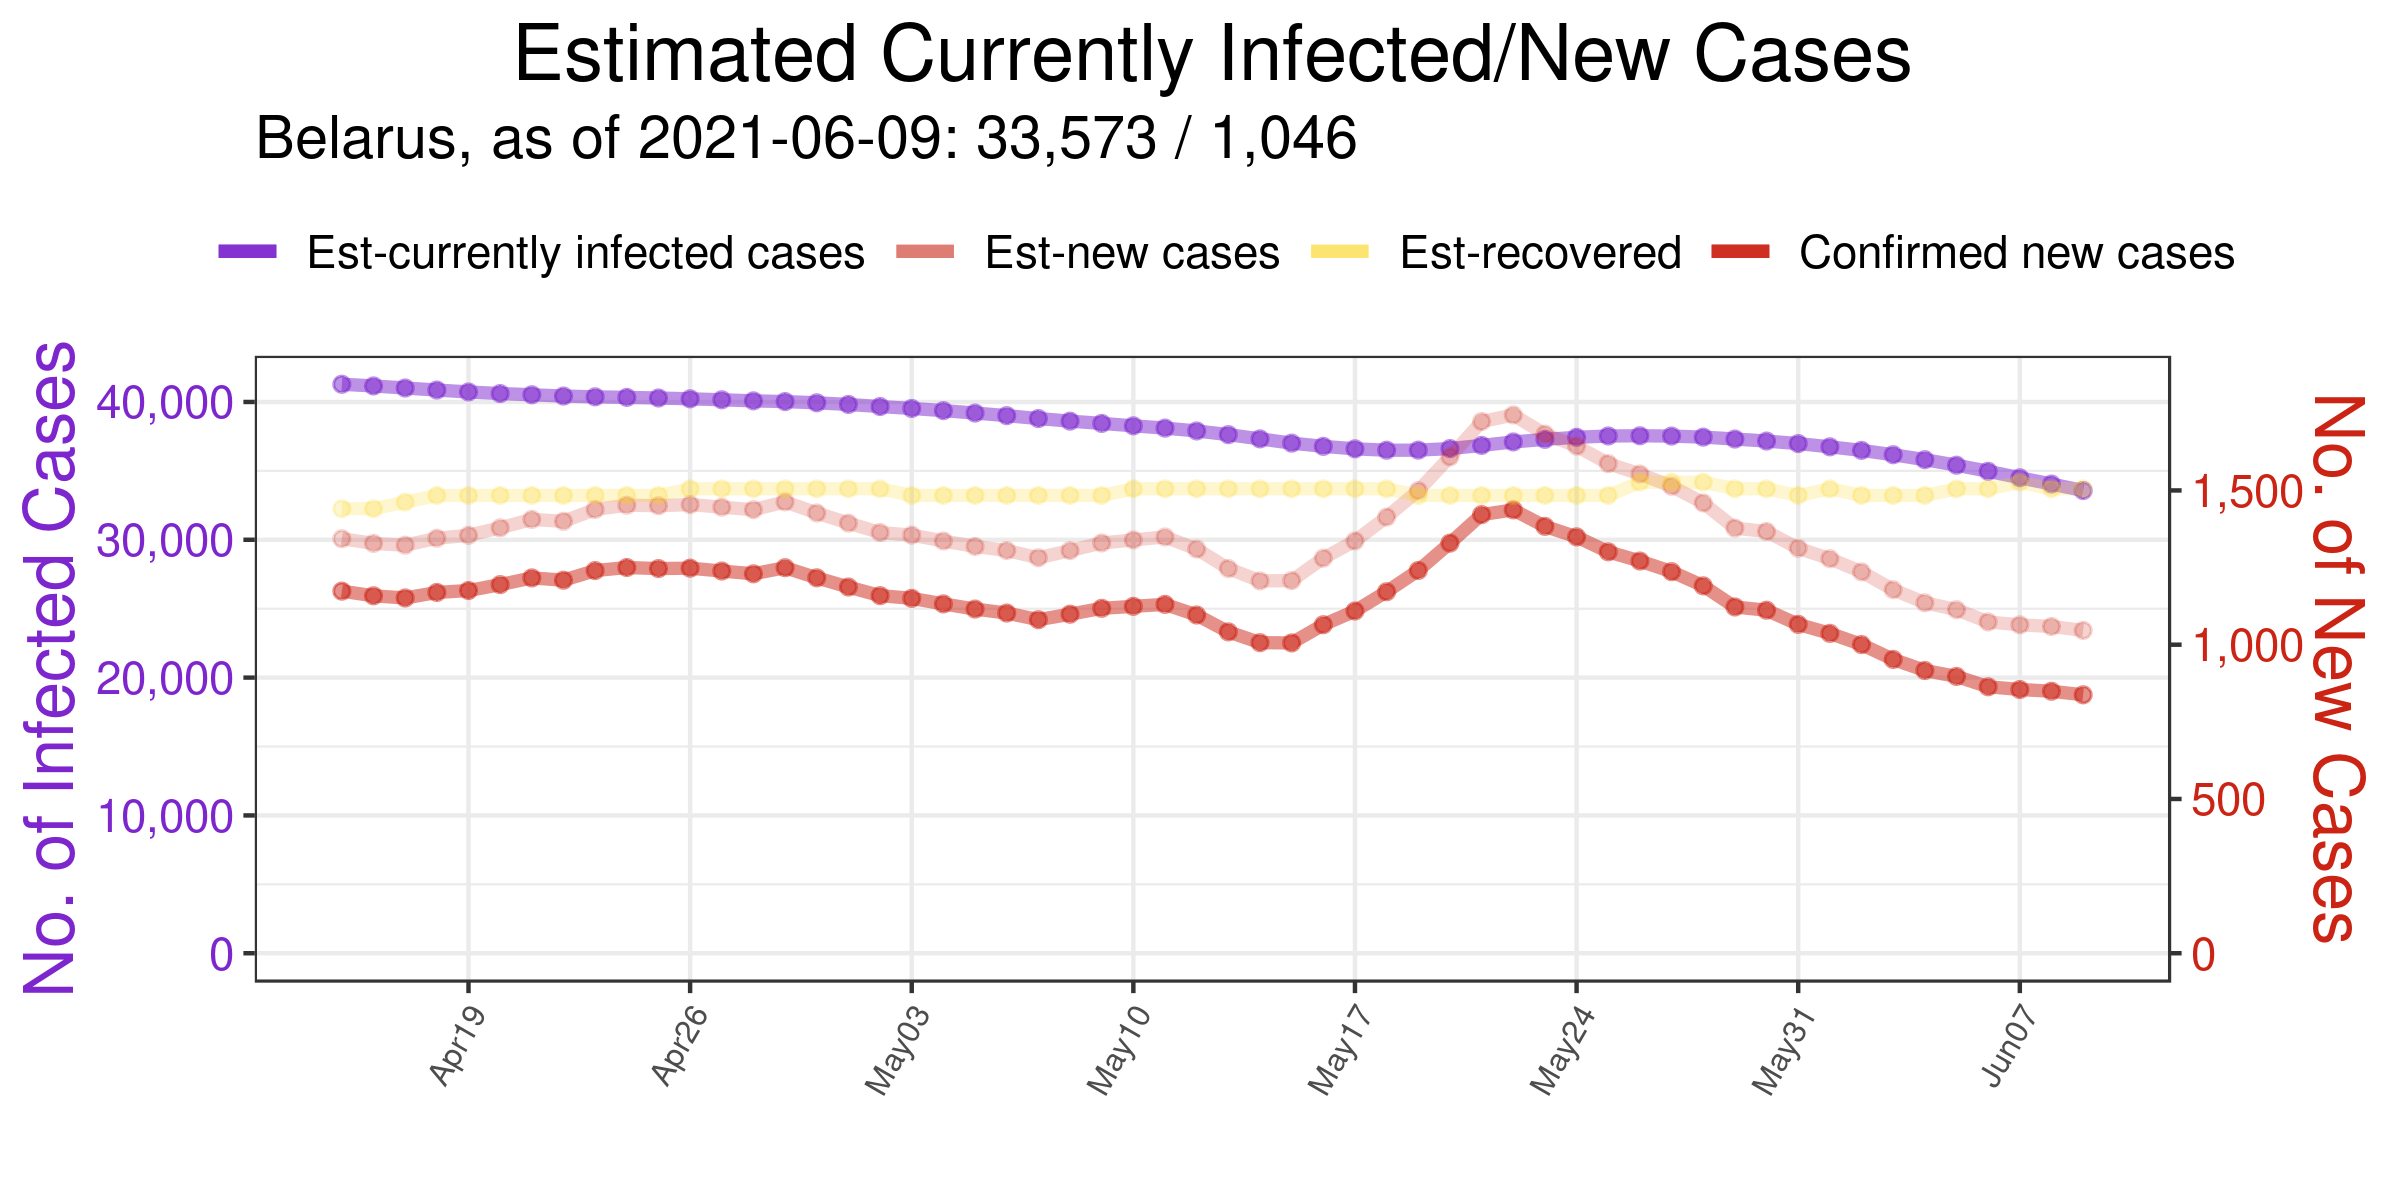 Estimated Currently Infected/New Cases
Belarus, as of 2021-06-09: 33,573 / 1,046
Est-currently infected cases Est-new cases Est-recovered Confirmed new cases
No. of Infected Cases
40,000
30,000
20,000
10,000
0
1,500
1,000
500
0
No. of New Cases
Apr19 Apr26 May03 May10 May17 May24 May31 Jun07